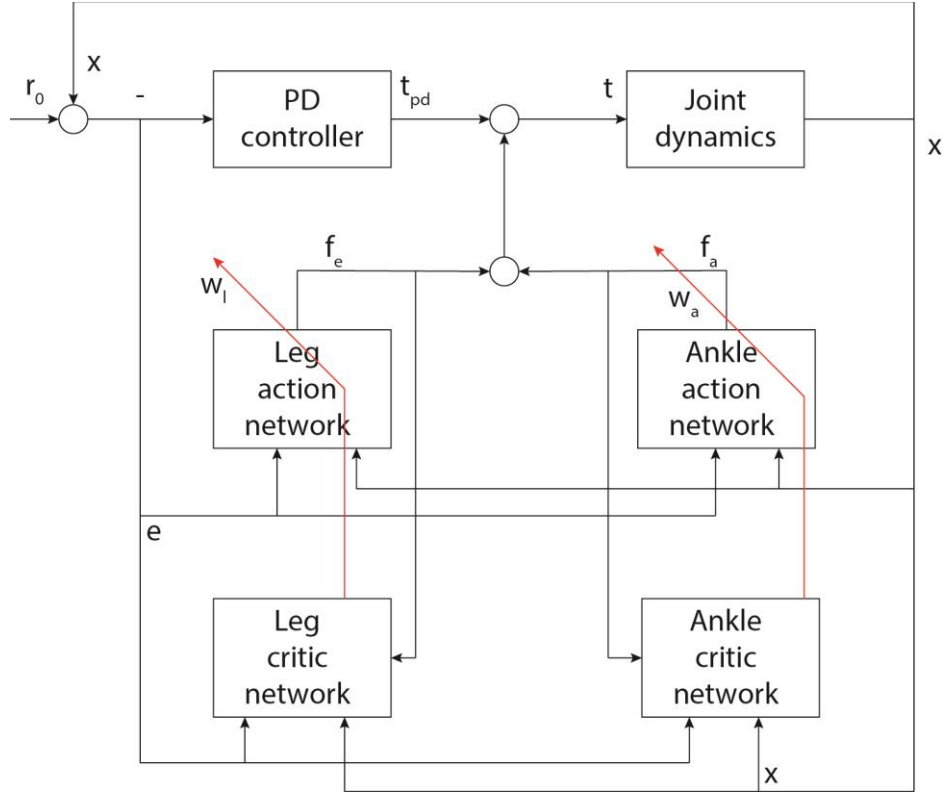 x
r0
-
PD
controller
tpd
t
Joint
dynamics
x
fe
fa
wl
wa
Leg
action
network
Ankle
action
network
e
Leg
critic
network
Ankle
critic
network
x